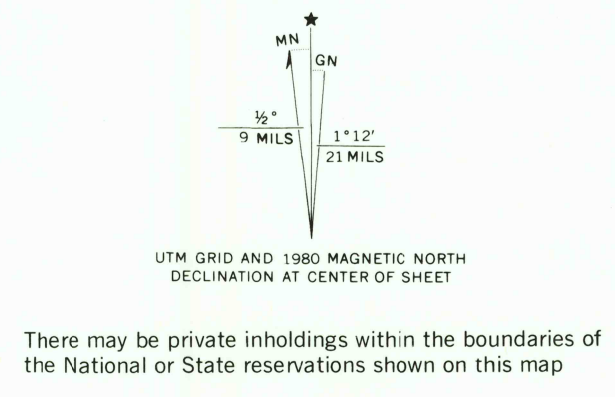 MN
GN
½°
9 MILS
1°12'
21 MILS
UTM GRID AND 1980 MAGNETIC NORTH
DECLINATION AT CENTER OF SHEET
There may be private inholdings within the boundaries of
the National or State reservations shown on this map